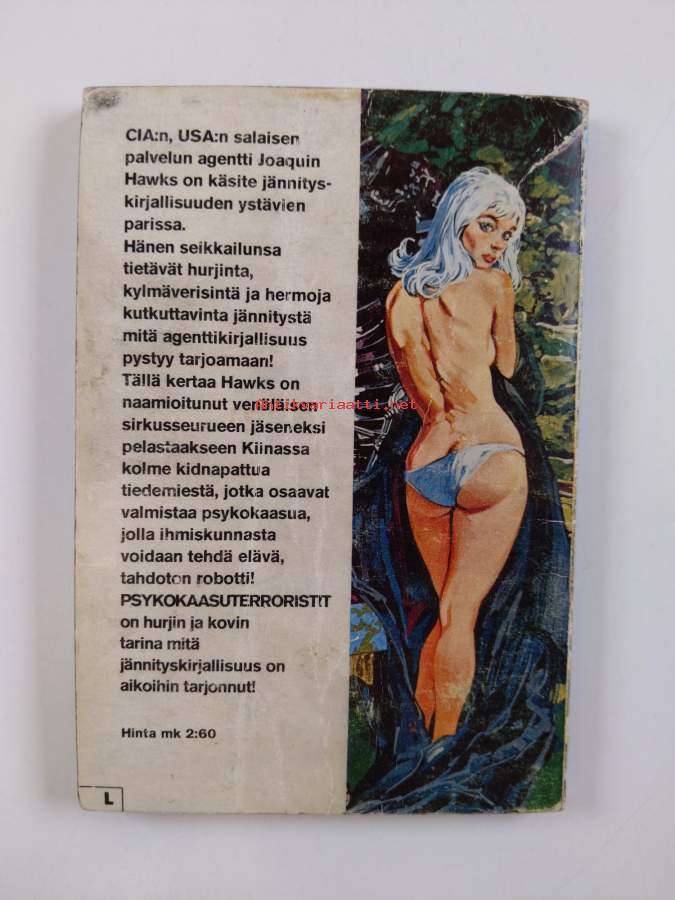 CIA:n, USA:n salaisen
palvelun agentti Joaquin
Hawks on käsite jännitys-
kirjallisuuden ystävien
parissa.
Hänen seikkailunsa
tietävät hurjinta,
kylmäverisintä ja hermoja
kutkuttavinta jännitystä
mitä agenttikirjallisuus
pystyy tarjoamaan!
Tällä kertaa Hawks on
naamioitunut venäläisen
sirkusseurueen jäseneksi
pelastaakseen Kiinassa
kolme kidnapattua
tiedemiestä, jotka osaavat
valmistaa psykokaasua,
jolla ihmiskunnasta
voidaan tehdä elävä,
tahdoton robotti!
PSYKOKAASUTERRORISTIT
on hurjin ja kovin
tarina mitä
jännityskirjallisuus on
aikoihin tarjonnut!
Hinta mk 2:60
L
Antikvariaatti.net